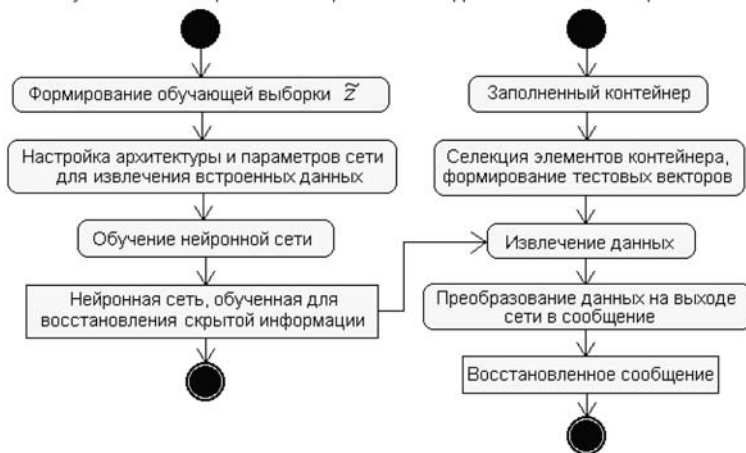 Формирование обучающей выборки z̃
Настройка архитектуры и параметров сети
для извлечения встроенных данных
Обучение нейронной сети
Нейронная сеть, обученная для
восстановления скрытой информации
Заполненный контейнер
Селекция элементов контейнера,
формирование тестовых векторов
Извлечение данных
Преобразование данных на выходе
сети в сообщение
Восстановленное сообщение